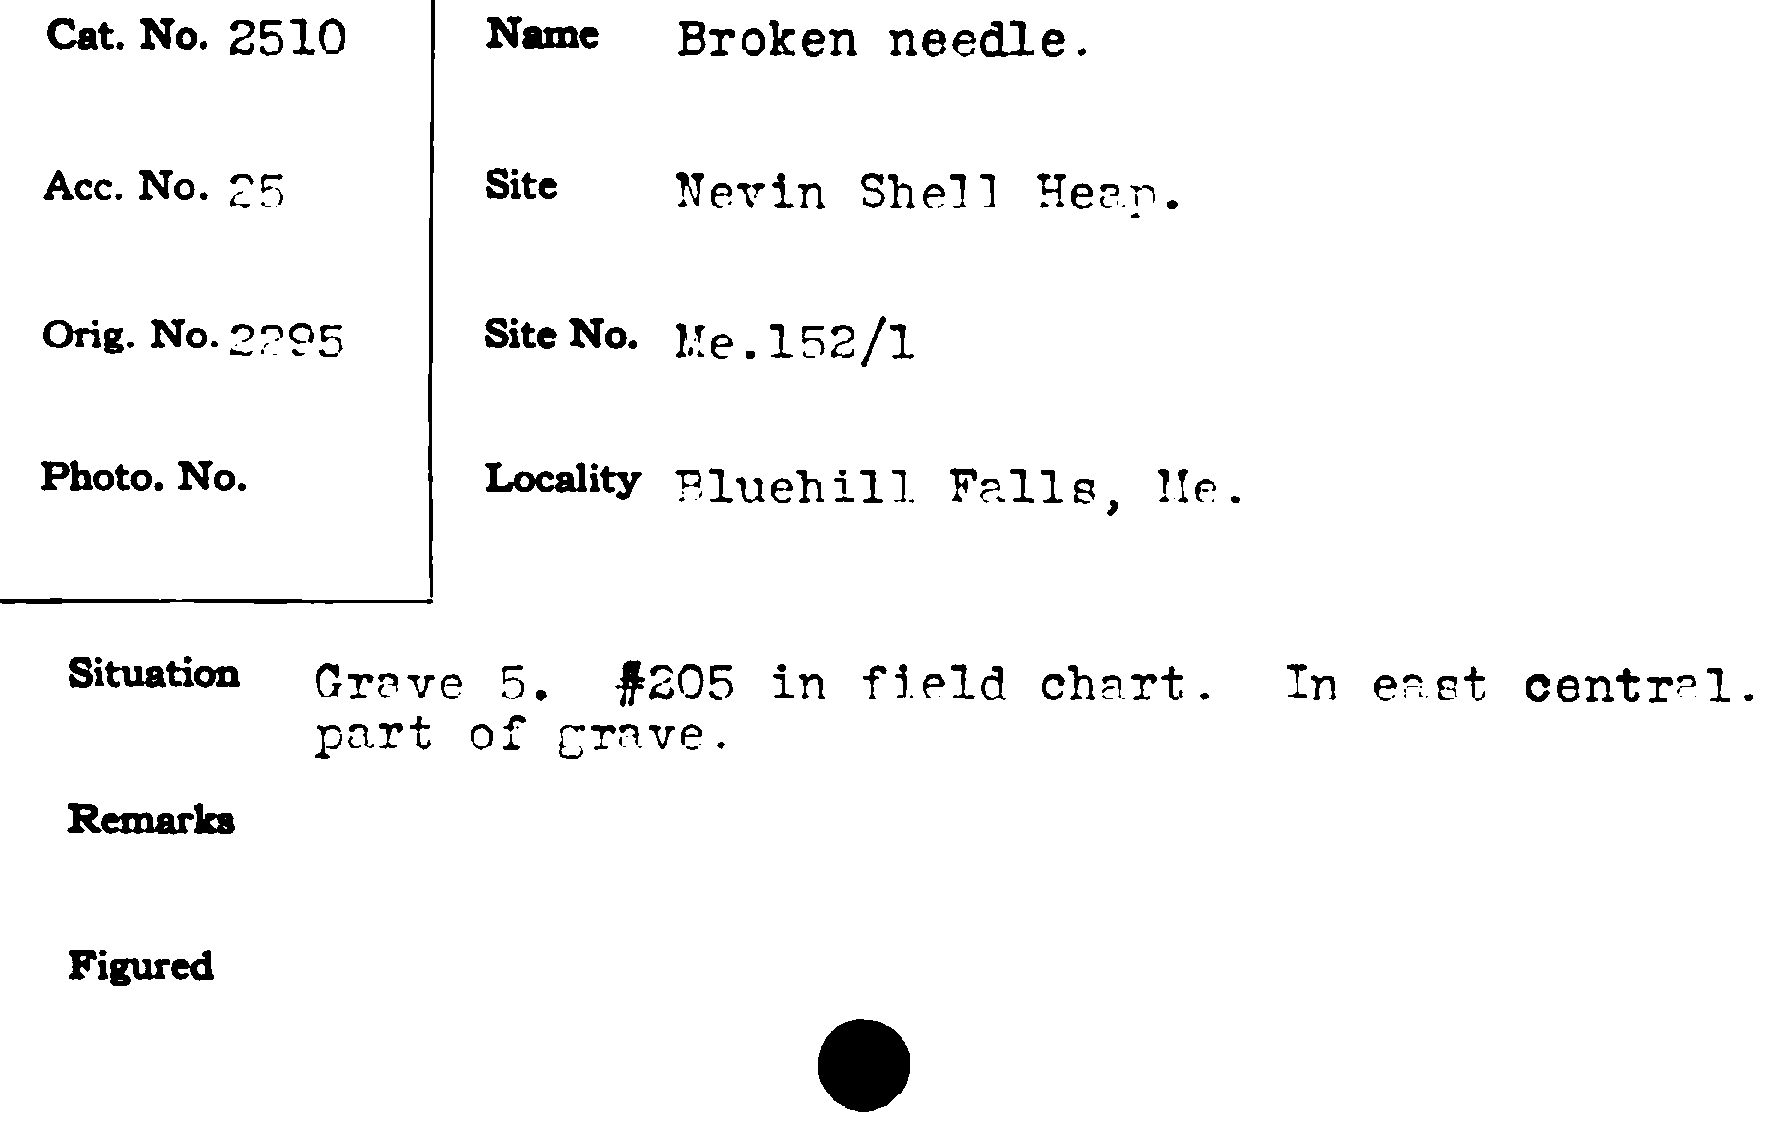 Cat. No. 2510
Name Broken needle.
Acc. No. 25
Site Nevin Shell Heap.
Orig. No. 2295
Site No. Me.152/1
Photo. No.
Locality Bluehill Falls, Me.
Situation Grave 5. #205 in field chart. In east central.
part of grave.
Remarks
Figured